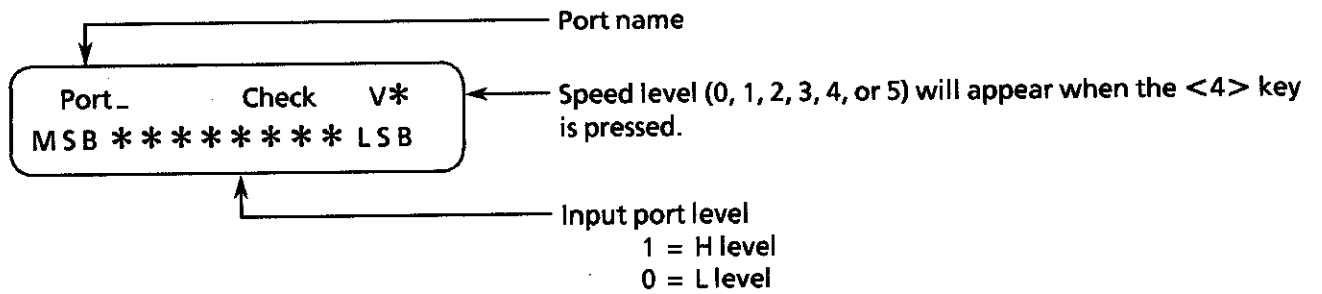 Port name
Port_ Check V*
Speed level (0, 1, 2, 3, 4, or 5) will appear when the <4> key
is pressed.
MSB ******** LSB
Input port level
1 = H level
0 = L level